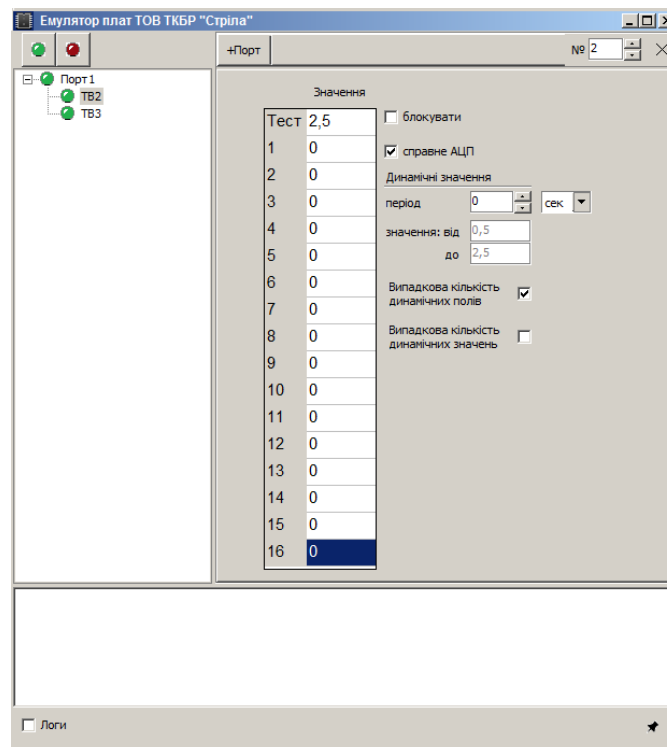 Емулятор плат ТОВ ТКБР "Стріла"
+Порт
№ 2
Порт1
ТВ2
ТВ3
Значення
Тест 2,5
1 0
2 0
3 0
4 0
5 0
6 0
7 0
8 0
9 0
10 0
11 0
12 0
13 0
14 0
15 0
16 0
блокувати
справне АЦП
Динамічні значення
період 0 сек
значення: від 0,5
до 2,5
Випадкова кількість
динамічних полів
Випадкова кількість
динамічних значень
Логи